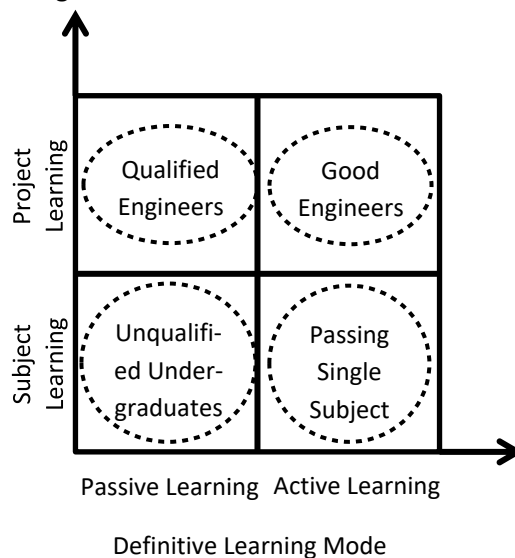 Project
Learning
Subject
Learning
Qualified
Engineers
Good
Engineers
Unqualifi-
ed Under-
graduates
Passing
Single
Subject
Passive Learning
Active Learning
Definitive Learning Mode